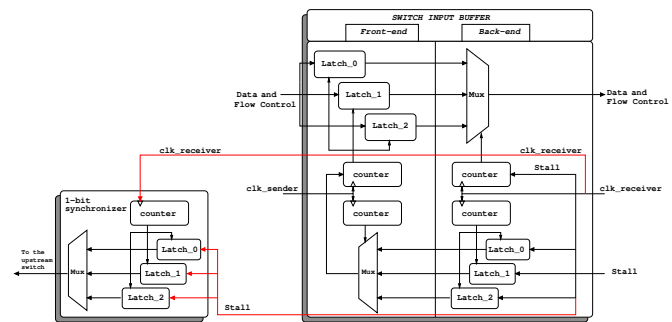 SWITCH INPUT BUFFER
Front-end
Back-end
Latch_0
Latch_1
Latch_2
Mux
Data and
Flow Control
Data and
Flow Control
clk_receiver
clk_receiver
counter
counter
Stall
clk_sender
clk_receiver
counter
counter
1-bit
synchronizer
counter
To the
upstream
switch
Mux
Latch_0
Latch_1
Latch_2
Mux
Latch_0
Latch_1
Latch_2
Stall
Stall